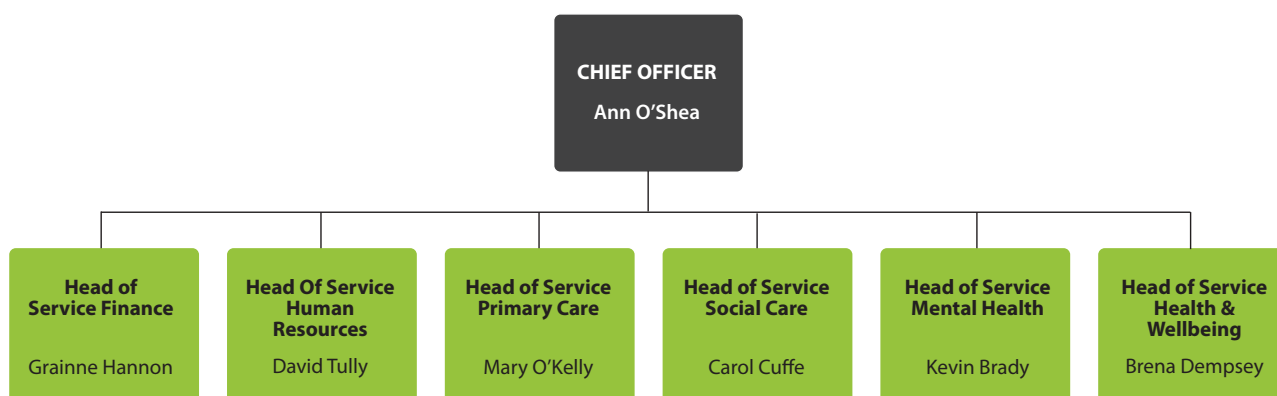 CHIEF OFFICER
Ann O’Shea
Head of
Service Finance
Grainne Hannon
Head Of Service
Human
Resources
David Tully
Head of Service
Primary Care
Mary O’Kelly
Head of Service
Social Care
Carol Cuffe
Head of Service
Mental Health
Kevin Brady
Head of Service
Health &
Wellbeing
Brena Dempsey